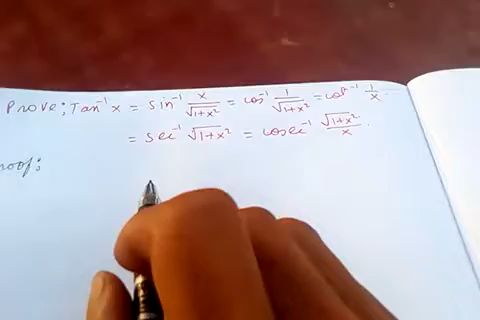 Prove; Tan⁻¹ x = sin⁻¹ x/√(1+x²) = cos⁻¹ 1/√(1+x²) = cot⁻¹ 1/x
= sec⁻¹ √(1+x²) = cosec⁻¹ √(1+x²)/x
roof;